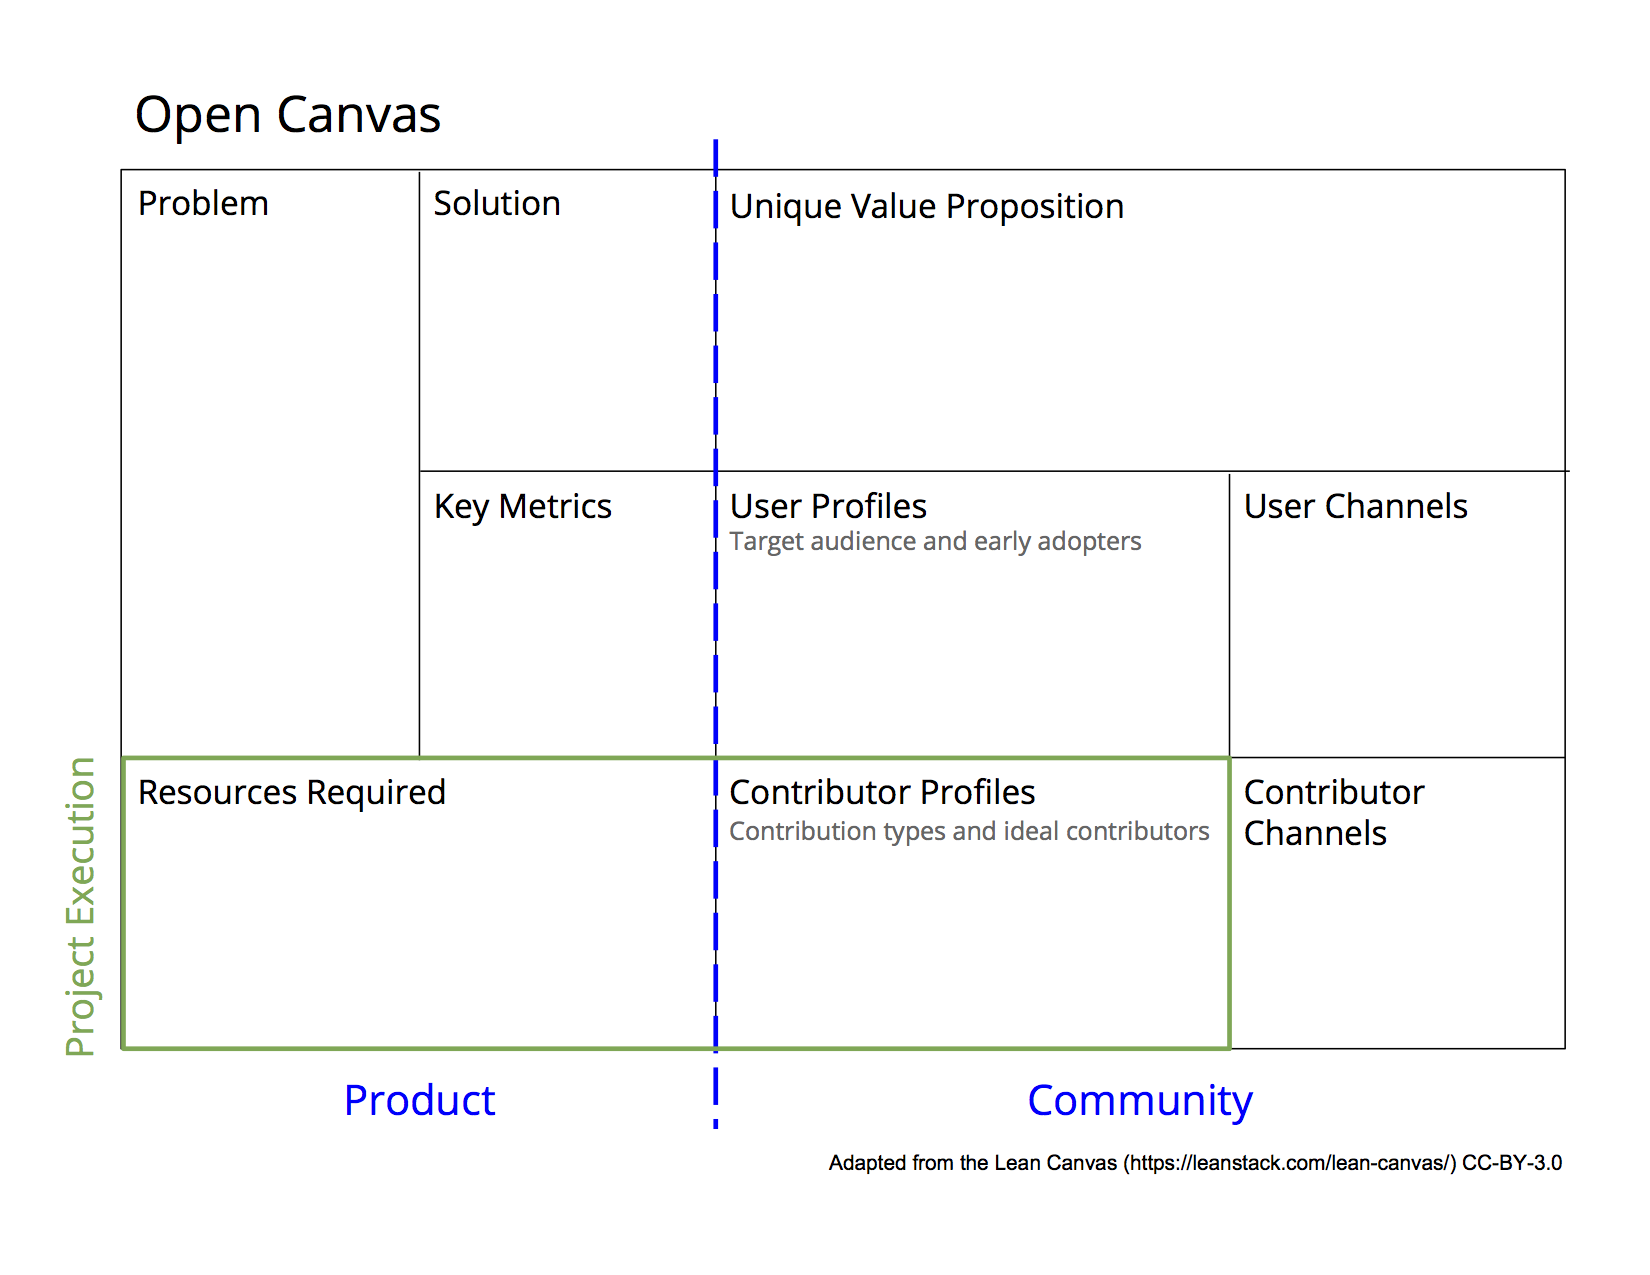 Open Canvas
Problem
Solution
Unique Value Proposition
Key Metrics
User Profiles
Target audience and early adopters
User Channels
Project Execution
Resources Required
Contributor Profiles
Contribution types and ideal contributors
Contributor
Channels
Product
Community
Adapted from the Lean Canvas (https://leanstack.com/lean-canvas/) CC-BY-3.0